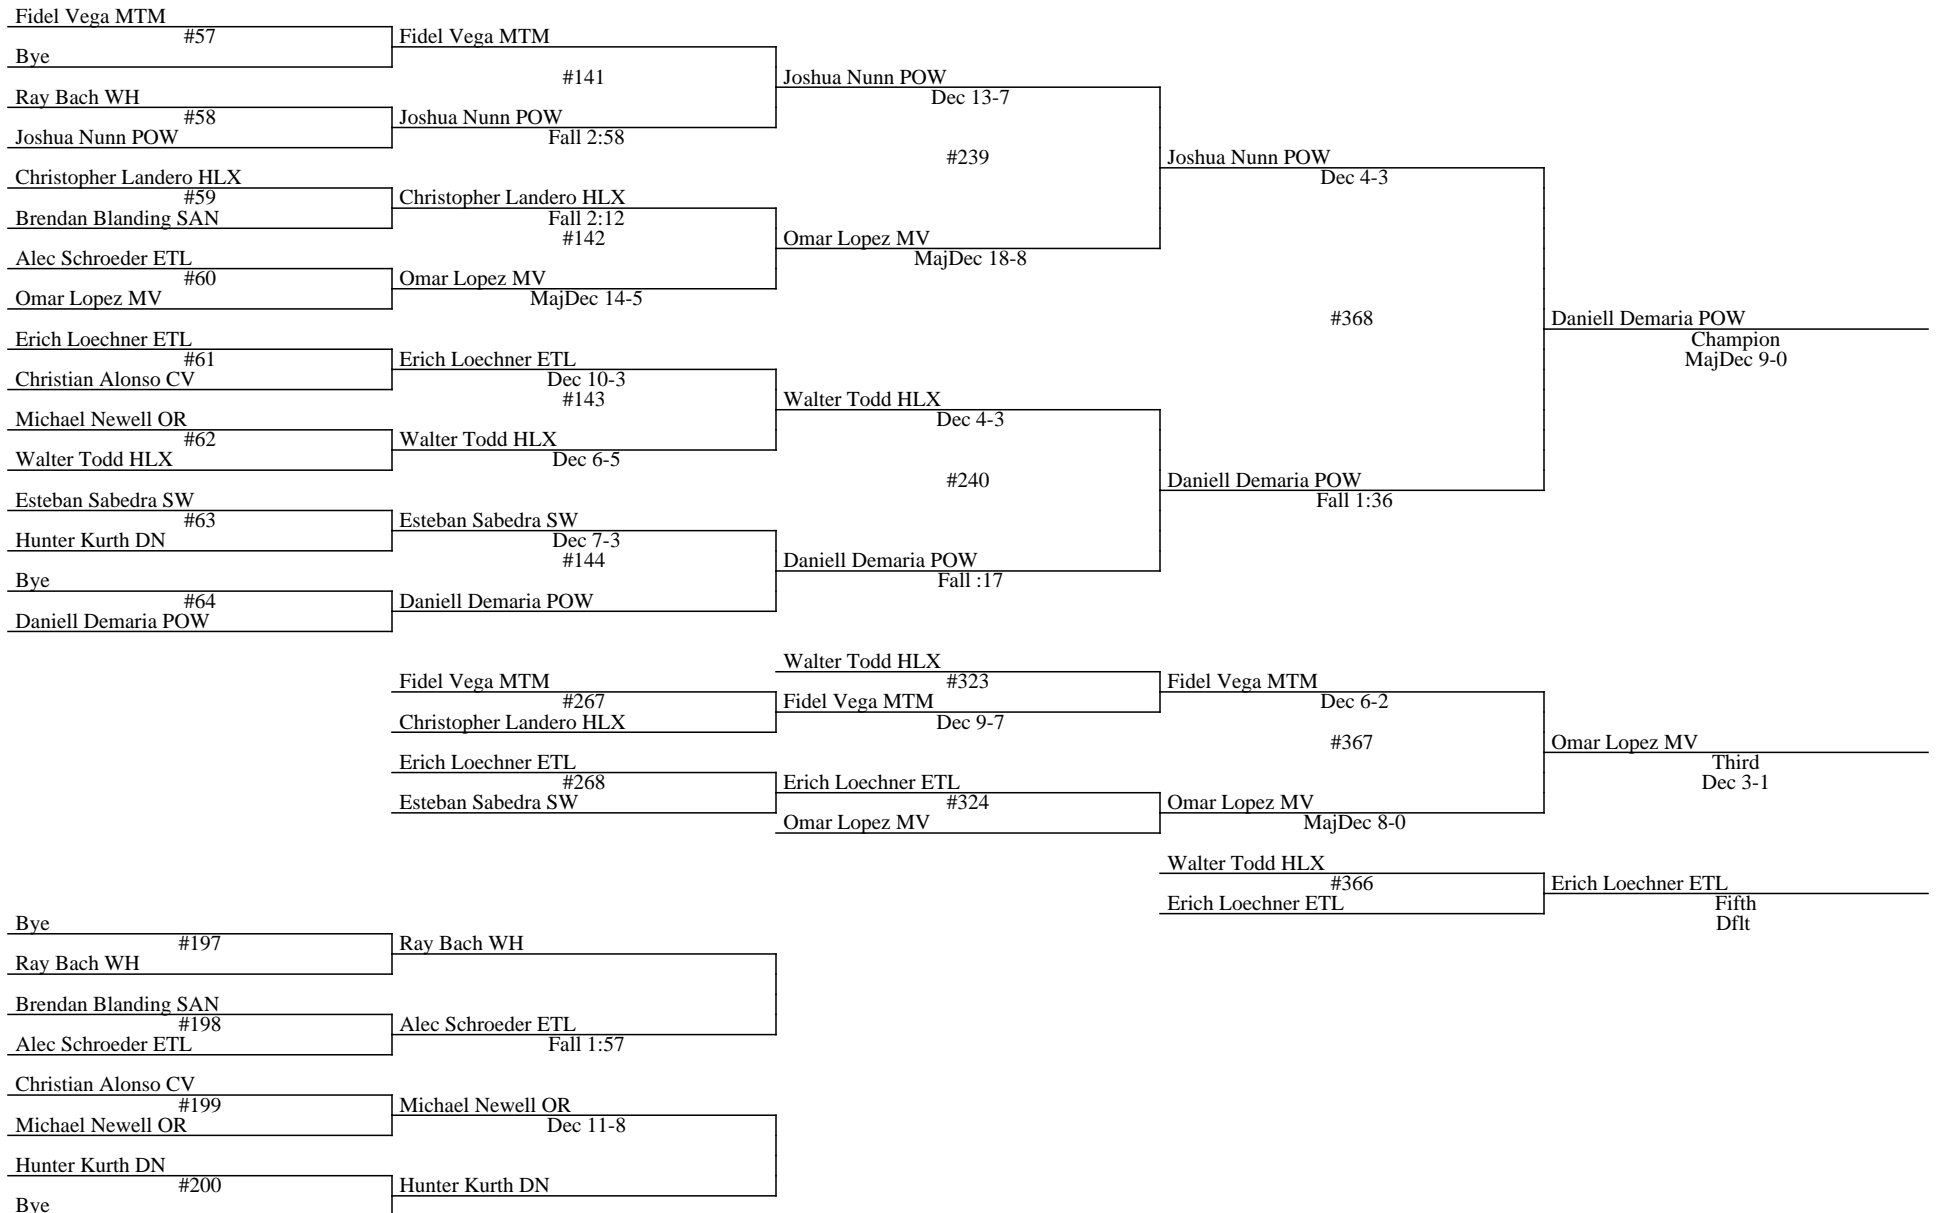 Fidel Vega MTM
#57
Fidel Vega MTM
Bye
#141
Joshua Nunn POW
Ray Bach WH
Dec 13-7
#58
Joshua Nunn POW
Joshua Nunn POW
Fall 2:58
#239
Joshua Nunn POW
Christopher Landero HLX
Dec 4-3
#59
Christopher Landero HLX
Brendan Blanding SAN
Fall 2:12
#142
Omar Lopez MV
Alec Schroeder ETL
MajDec 18-8
#60
Omar Lopez MV
Omar Lopez MV
MajDec 14-5
#368
Daniell Demaria POW
Erich Loechner ETL
Champion
#61
Erich Loechner ETL
MajDec 9-0
Christian Alonso CV
Dec 10-3
#143
Walter Todd HLX
Michael Newell OR
Dec 4-3
#62
Walter Todd HLX
Walter Todd HLX
Dec 6-5
#240
Daniell Demaria POW
Esteban Sabedra SW
Fall 1:36
#63
Esteban Sabedra SW
Hunter Kurth DN
Dec 7-3
#144
Daniell Demaria POW
Bye
Fall :17
#64
Daniell Demaria POW
Daniell Demaria POW
Walter Todd HLX
Fidel Vega MTM
#323
Fidel Vega MTM
#267
Fidel Vega MTM
Dec 6-2
Christopher Landero HLX
Dec 9-7
#367
Omar Lopez MV
Erich Loechner ETL
Third
#268
Erich Loechner ETL
Dec 3-1
Esteban Sabedra SW
#324
Omar Lopez MV
Omar Lopez MV
MajDec 8-0
Walter Todd HLX
#366
Erich Loechner ETL
Erich Loechner ETL
Fifth
Dflt
Bye
#197
Ray Bach WH
Ray Bach WH
Brendan Blanding SAN
#198
Alec Schroeder ETL
Alec Schroeder ETL
Fall 1:57
Christian Alonso CV
#199
Michael Newell OR
Michael Newell OR
Dec 11-8
Hunter Kurth DN
#200
Hunter Kurth DN
Bye